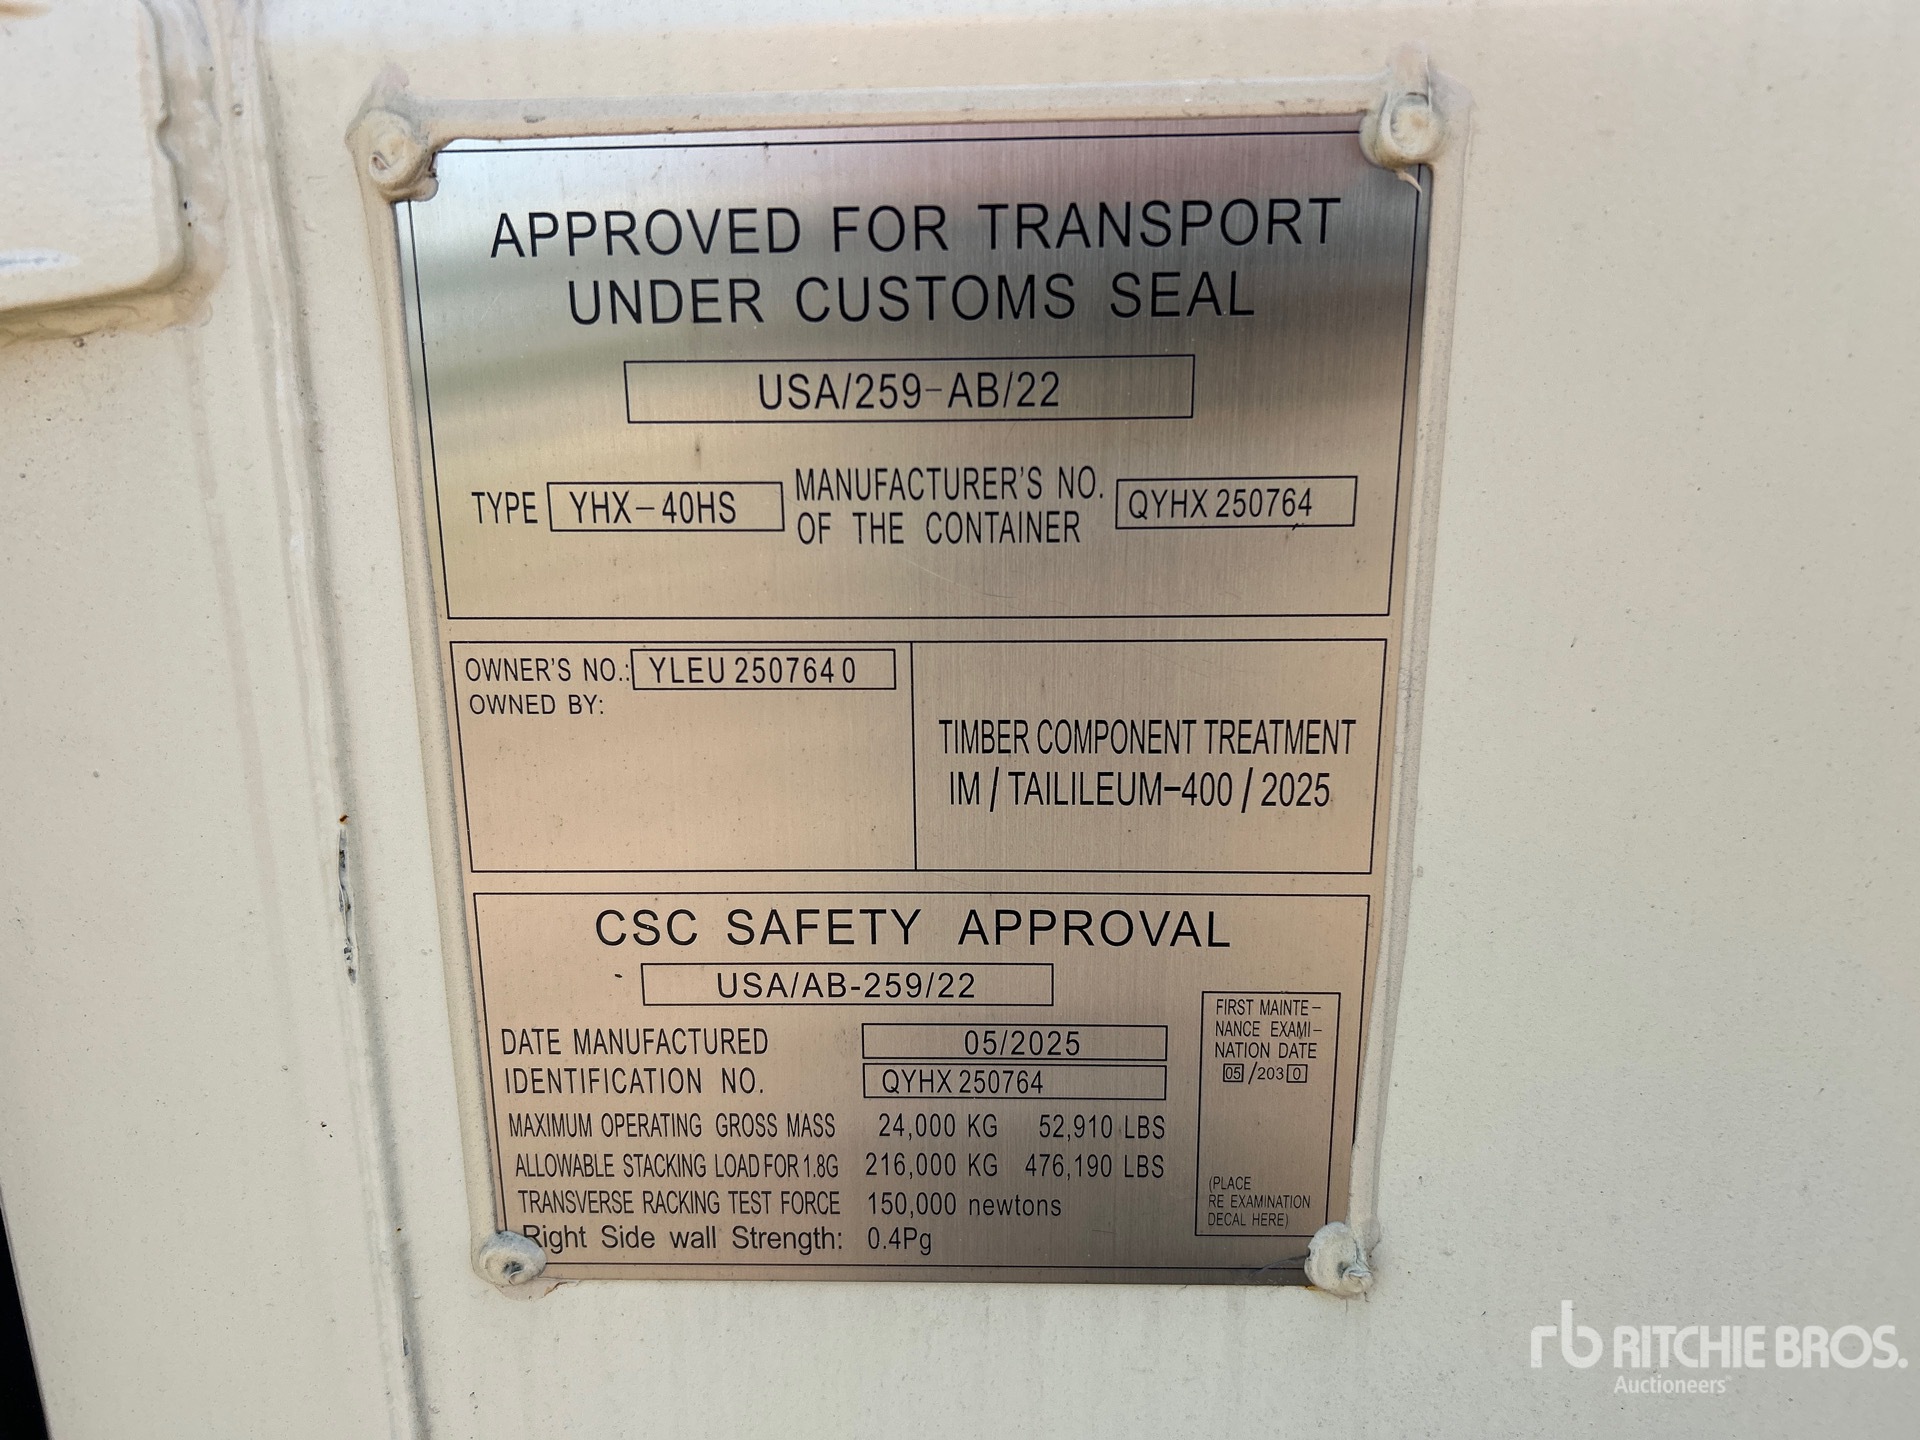 APPROVED FOR TRANSPORT
UNDER CUSTOMS SEAL
USA/259-AB/22
TYPE YHX-40HS MANUFACTURER'S NO. OF THE CONTAINER QYHX 250764
OWNER'S NO.: YLEU 250764 0
OWNED BY:
TIMBER COMPONENT TREATMENT
IM / TAILILEUM-400 / 2025
CSC SAFETY APPROVAL
USA/AB-259/22
DATE MANUFACTURED 05/2025
IDENTIFICATION NO. QYHX 250764
MAXIMUM OPERATING GROSS MASS 24,000 KG 52,910 LBS
ALLOWABLE STACKING LOAD FOR 1.8G 216,000 KG 476,190 LBS
TRANSVERSE RACKING TEST FORCE 150,000 newtons
Right Side wall Strength: 0.4Pg
FIRST MAINTE-
NANCE EXAMI-
NATION DATE
05/2030
(PLACE
RE EXAMINATION
DECAL HERE)
rb RITCHIE BROS.
Auctioneers